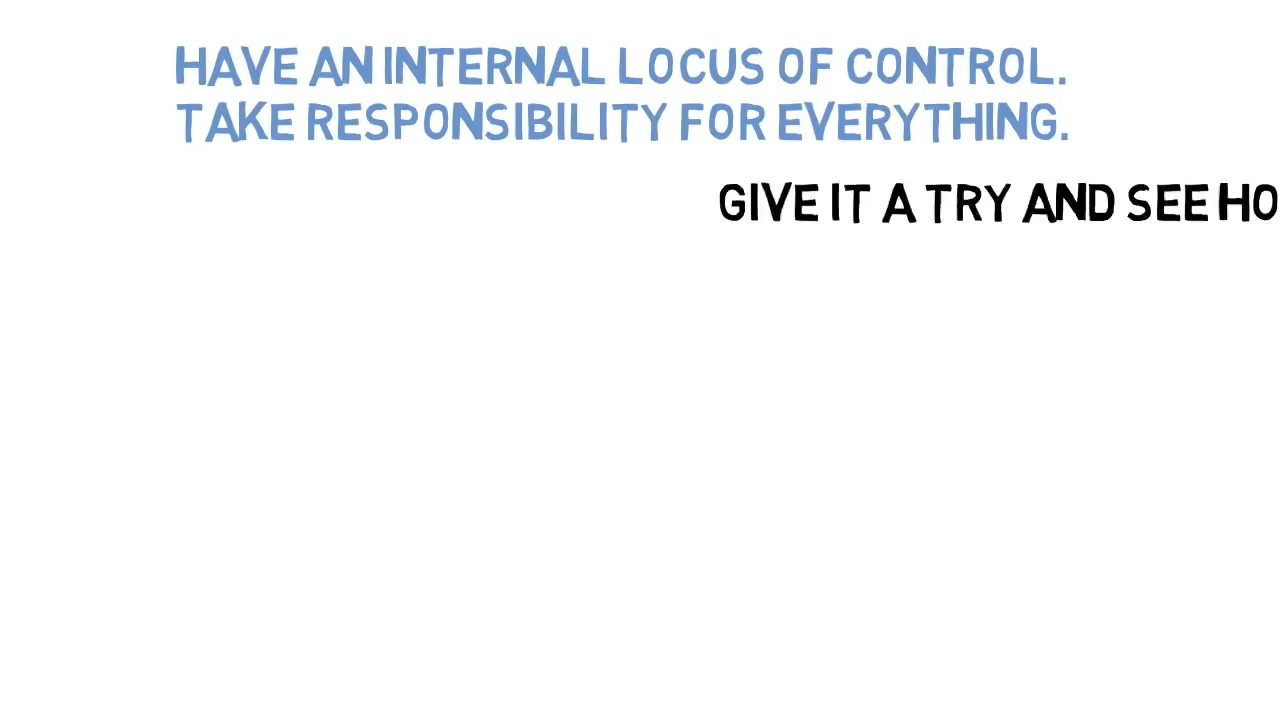 HAVE AN INTERNAL LOCUS OF CONTROL.
TAKE RESPONSIBILITY FOR EVERYTHING.
GIVE IT A TRY AND SEE HO